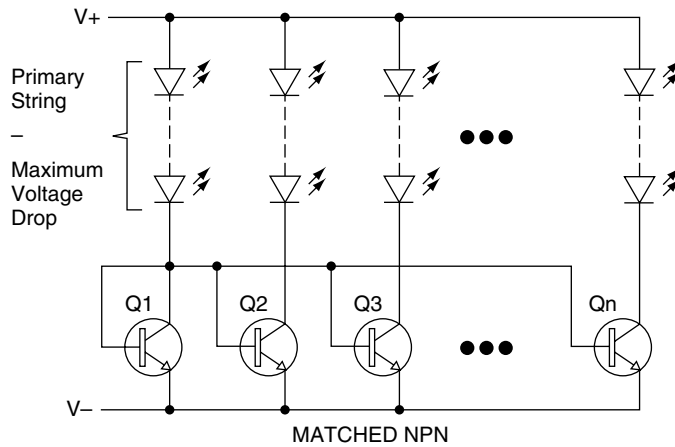 V+
Primary
String
–
Maximum
Voltage
Drop
Q1
Q2
Q3
Qn
V–
MATCHED NPN